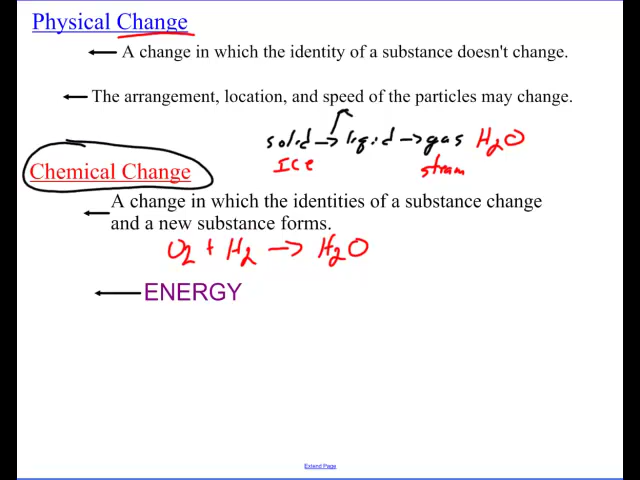 Physical Change
A change in which the identity of a substance doesn't change.
The arrangement, location, and speed of the particles may change.
solid → liquid → gas H₂O
ICe steam
Chemical Change
A change in which the identities of a substance change
and a new substance forms.
O₂ + H₂ → H₂O
ENERGY
Extend Page